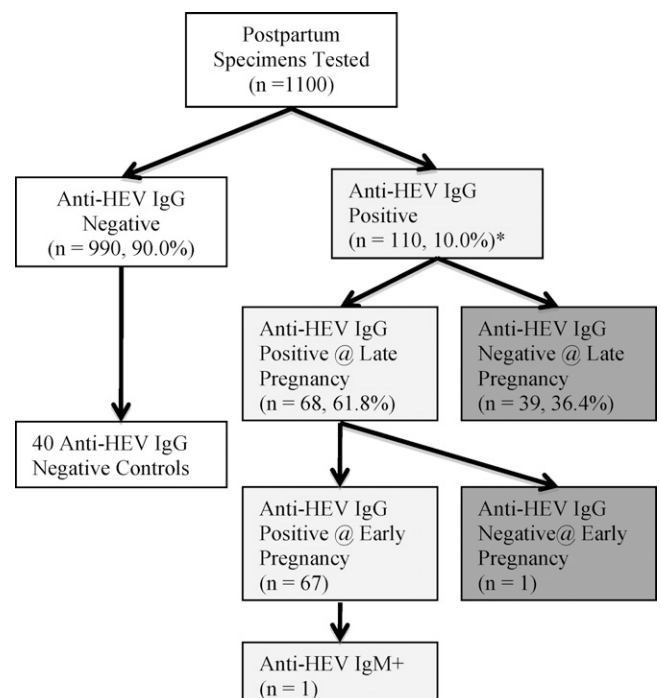 Postpartum
Specimens Tested
(n =1100)
Anti-HEV IgG
Negative
(n = 990, 90.0%)
Anti-HEV IgG
Positive
(n = 110, 10.0%)*
Anti-HEV IgG
Positive @ Late
Pregnancy
(n = 68, 61.8%)
Anti-HEV IgG
Negative @ Late
Pregnancy
(n = 39, 36.4%)
40 Anti-HEV IgG
Negative Controls
Anti-HEV IgG
Positive @ Early
Pregnancy
(n = 67)
Anti-HEV IgG
Negative@ Early
Pregnancy
(n = 1)
Anti-HEV IgM+
(n = 1)